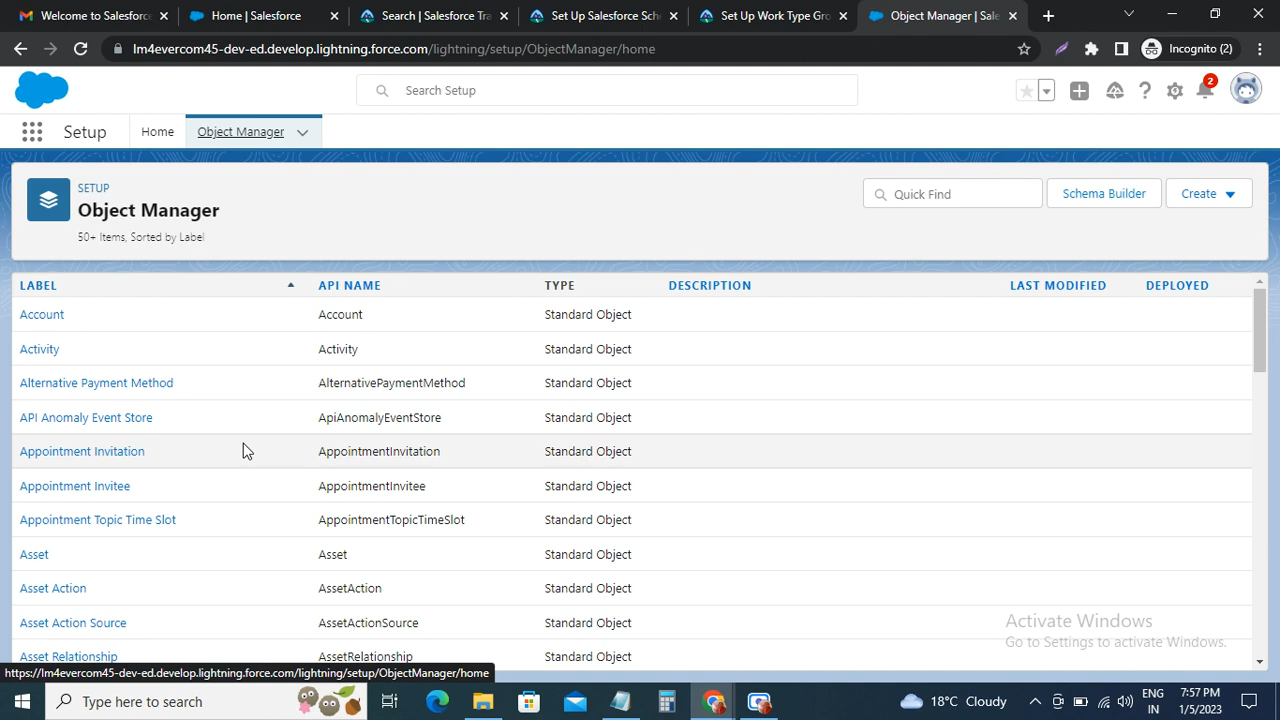 Welcome to Salesforce
Home | Salesforce
Search | Salesforce Tra
Set Up Salesforce Sch
Set Up Work Type Gro
Object Manager | Sale
lm4evercom45-dev-ed.develop.lightning.force.com/lightning/setup/ObjectManager/home
Incognito (2)
Search Setup
2
Setup
Home
Object Manager
SETUP
Object Manager
50+ Items, Sorted by Label
Quick Find
Schema Builder
Create
LABEL API NAME TYPE DESCRIPTION LAST MODIFIED DEPLOYED
Account Account Standard Object
Activity Activity Standard Object
Alternative Payment Method AlternativePaymentMethod Standard Object
API Anomaly Event Store ApiAnomalyEventStore Standard Object
Appointment Invitation AppointmentInvitation Standard Object
Appointment Invitee AppointmentInvitee Standard Object
Appointment Topic Time Slot AppointmentTopicTimeSlot Standard Object
Asset Asset Standard Object
Asset Action AssetAction Standard Object
Asset Action Source AssetActionSource Standard Object
Asset Relationship AssetRelationship Standard Object
Activate Windows
Go to Settings to activate Windows.
https://lm4evercom45-dev-ed.develop.lightning.force.com/lightning/setup/ObjectManager/home
Type here to search
18°C Cloudy
ENG
IN
7:57 PM
1/5/2023